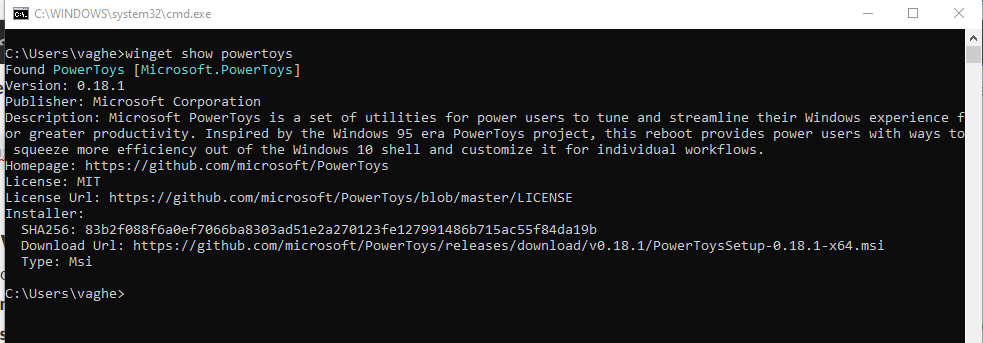 C:\WINDOWS\system32\cmd.exe
C:\Users\vaghe>winget show powertoys
Found PowerToys [Microsoft.PowerToys]
Version: 0.18.1
Publisher: Microsoft Corporation
Description: Microsoft PowerToys is a set of utilities for power users to tune and streamline their Windows experience f
or greater productivity. Inspired by the Windows 95 era PowerToys project, this reboot provides power users with ways to
 squeeze more efficiency out of the Windows 10 shell and customize it for individual workflows.
Homepage: https://github.com/microsoft/PowerToys
License: MIT
License Url: https://github.com/microsoft/PowerToys/blob/master/LICENSE
Installer:
  SHA256: 83b2f088f6a0ef7066ba8303ad51e2a270123fe127991486b715ac55f84da19b
  Download Url: https://github.com/microsoft/PowerToys/releases/download/v0.18.1/PowerToysSetup-0.18.1-x64.msi
  Type: Msi
C:\Users\vaghe>